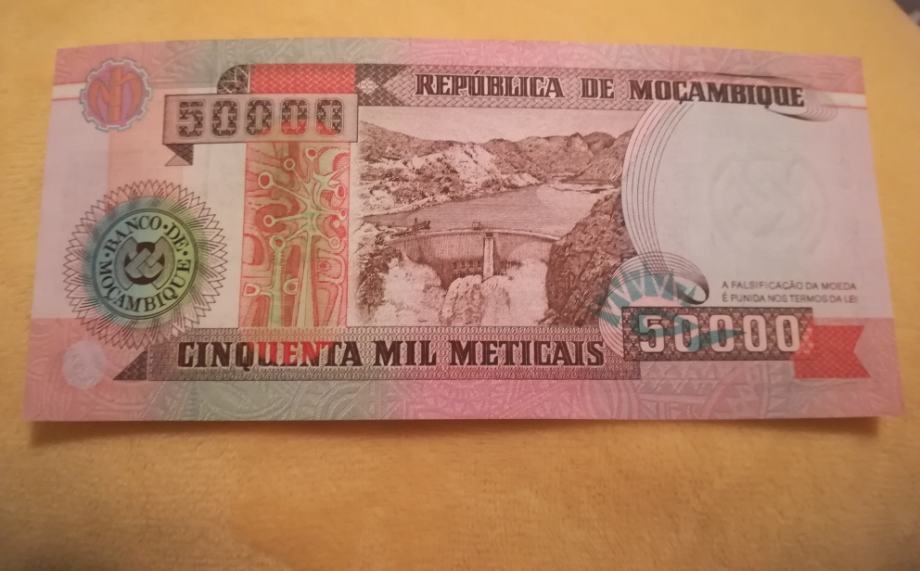 REPÚBLICA DE MOÇAMBIQUE
50000
BANCO·DE·
MOÇAMBIQUE
A FALSIFICAÇÃO DA MOEDA
É PUNIDA NOS TERMOS DA LEI
50000
CINQUENTA MIL METICAIS